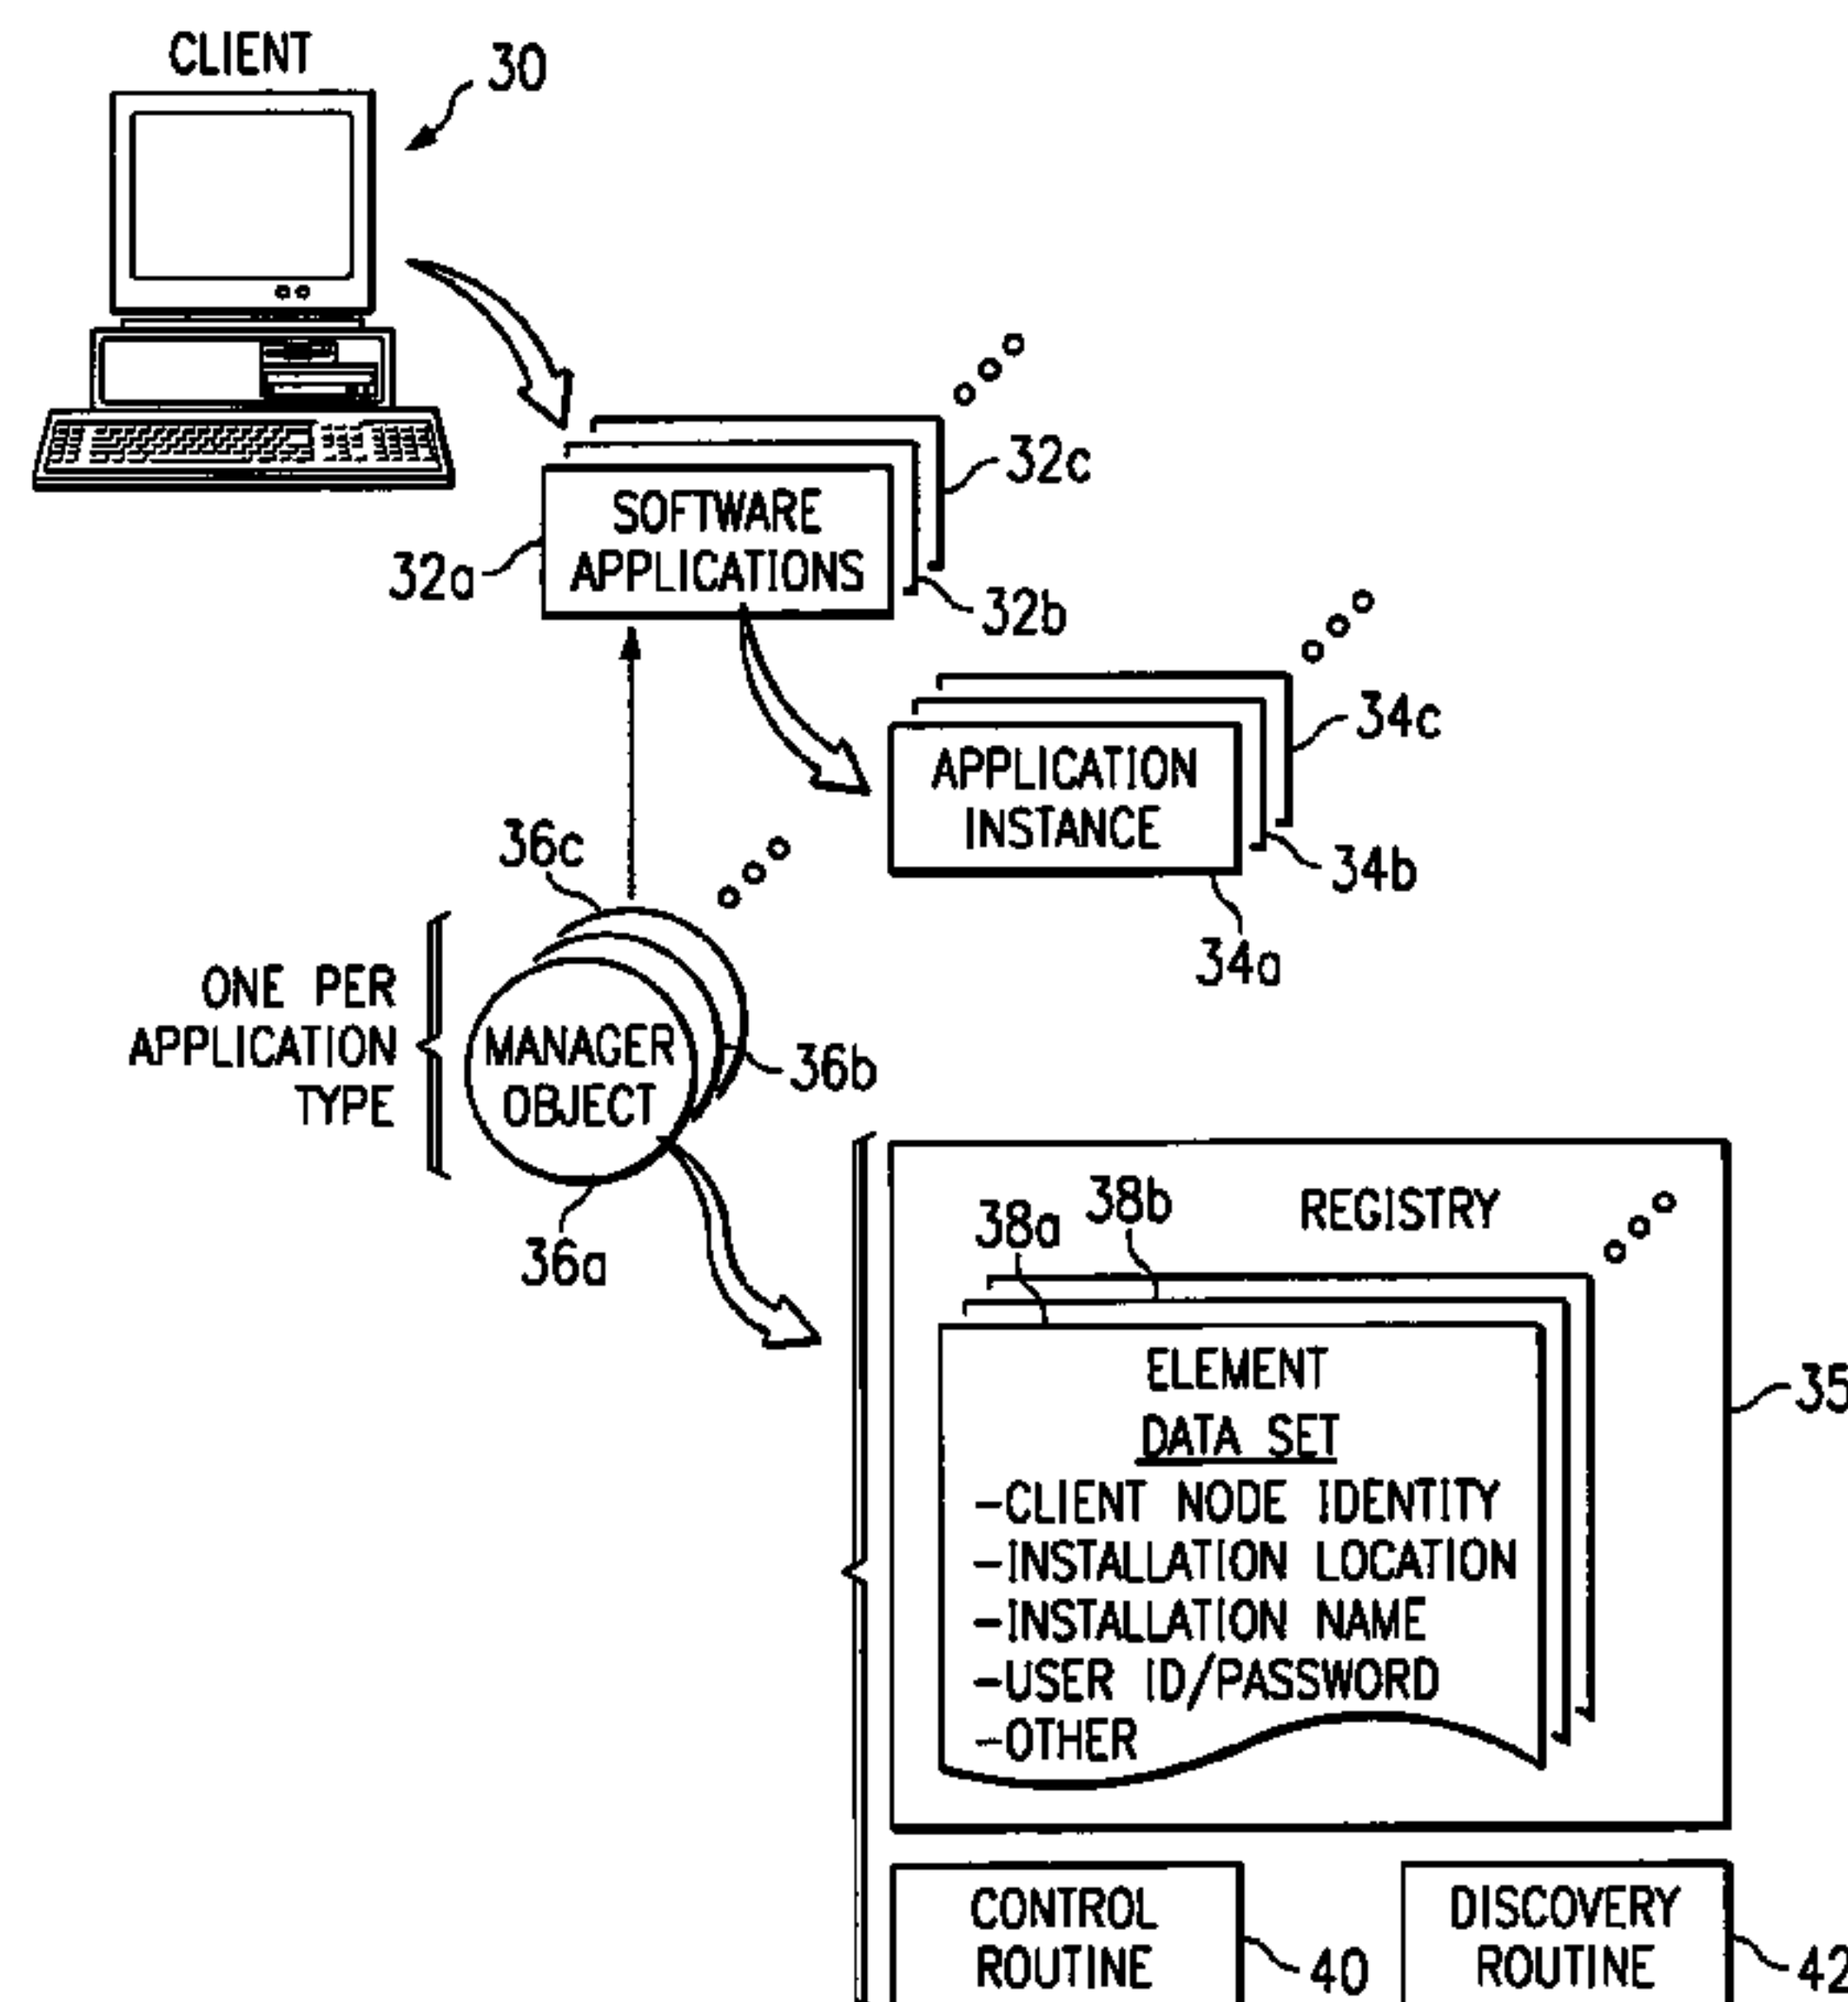 CLIENT
30
32c
SOFTWARE
APPLICATIONS
32a
32b
34c
APPLICATION
INSTANCE
34b
34a
36c
ONE PER
APPLICATION
TYPE
MANAGER
OBJECT
36b
36a
REGISTRY
38a
38b
ELEMENT
DATA SET
-CLIENT NODE IDENTITY
-INSTALLATION LOCATION
-INSTALLATION NAME
-USER ID/PASSWORD
-OTHER
35
CONTROL
ROUTINE
40
DISCOVERY
ROUTINE
42